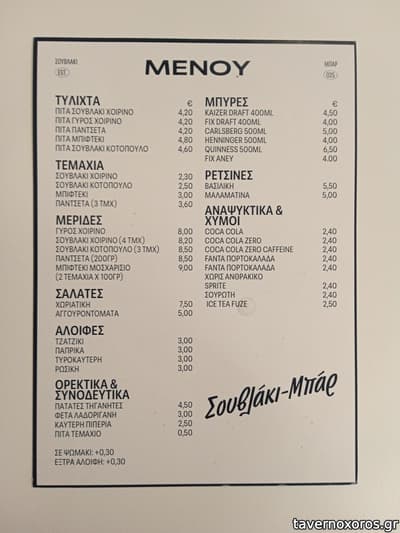 ΣΟΥΒΛΑΚΙ
EST.
ΜΕΝΟΥ
ΜΠΑΡ
025
ΤΥΛΙΧΤΑ €
ΠΙΤΑ ΣΟΥΒΛΑΚΙ ΧΟΙΡΙΝΟ 4,20
ΠΙΤΑ ΓΥΡΟΣ ΧΟΙΡΙΝΟ 4,20
ΠΙΤΑ ΠΑΝΤΣΕΤΑ 4,20
ΠΙΤΑ ΜΠΙΦΤΕΚΙ 4,80
ΠΙΤΑ ΣΟΥΒΛΑΚΙ ΚΟΤΟΠΟΥΛΟ 4,60
ΤΕΜΑΧΙΑ
ΣΟΥΒΛΑΚΙ ΧΟΙΡΙΝΟ 2,30
ΣΟΥΒΛΑΚΙ ΚΟΤΟΠΟΥΛΟ 2,50
ΜΠΙΦΤΕΚΙ 3,00
ΠΑΝΤΣΕΤΑ (3 ΤΜΧ) 3,60
ΜΕΡΙΔΕΣ
ΓΥΡΟΣ ΧΟΙΡΙΝΟ 8,00
ΣΟΥΒΛΑΚΙ ΧΟΙΡΙΝΟ (4 ΤΜΧ) 8,20
ΣΟΥΒΛΑΚΙ ΚΟΤΟΠΟΥΛΟ (3 ΤΜΧ) 8,50
ΠΑΝΤΣΕΤΑ (200ΓΡ) 8,50
ΜΠΙΦΤΕΚΙ ΜΟΣΧΑΡΙΣΙΟ 9,00
(2 ΤΕΜΑΧΙΑ Χ 100ΓΡ)
ΣΑΛΑΤΕΣ
ΧΩΡΙΑΤΙΚΗ 7,50
ΑΓΓΟΥΡΟΝΤΟΜΑΤΑ 5,00
ΑΛΟΙΦΕΣ
ΤΖΑΤΖΙΚΙ 3,00
ΠΑΠΡΙΚΑ 3,00
ΤΥΡΟΚΑΥΤΕΡΗ 3,00
ΡΩΣΙΚΗ 3,00
ΟΡΕΚΤΙΚΑ &
ΣΥΝΟΔΕΥΤΙΚΑ
ΠΑΤΑΤΕΣ ΤΗΓΑΝΗΤΕΣ 4,50
ΦΕΤΑ ΛΑΔΟΡΙΓΑΝΗ 3,00
ΚΑΥΤΕΡΗ ΠΙΠΕΡΙΑ 2,50
ΠΙΤΑ ΤΕΜΑΧΙΟ 0,50
ΣΕ ΨΩΜΑΚΙ: +0,30
ΕΞΤΡΑ ΑΛΟΙΦΗ: +0,30
ΜΠΥΡΕΣ €
KAIZER DRAFT 400ML 4,50
FIX DRAFT 400ML 4,00
CARLSBERG 500ML 5,00
HENNINGER 500ML 4,00
QUINNESS 500ML 6,50
FIX ANEY 4.00
ΡΕΤΣΙΝΕΣ
ΒΑΣΙΛΙΚΗ 5,50
ΜΑΛΑΜΑΤΙΝΑ 5,00
ΑΝΑΨΥΚΤΙΚΑ &
ΧΥΜΟΙ
COCA COLA 2,40
COCA COLA ZERO 2,40
COCA COLA ZERO CAFFEINE 2,40
FANTA ΠΟΡΤΟΚΑΛΑΔΑ 2,40
FANTA ΠΟΡΤΟΚΑΛΑΔΑ 2,40
ΧΩΡΙΣ ΑΝΘΡΑΚΙΚΟ
SPRITE 2,40
ΣΟΥΡΩΤΗ 2,40
ICE TEA FUZE 2,50
Σουβλάκι-Μπάρ
tavernoxoros.gr